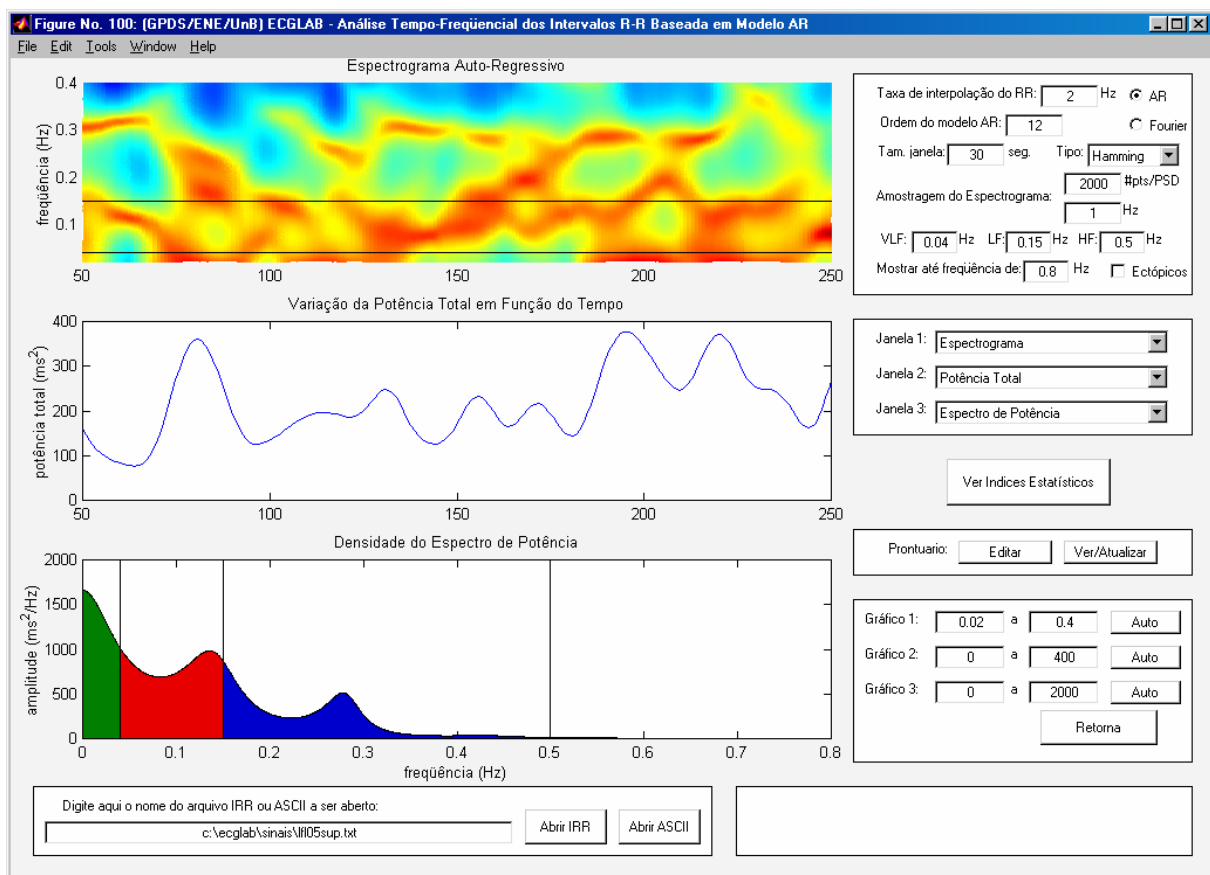 Figure No. 100: (GPDS/ENE/UnB) ECGLAB - Análise Tempo-Freqüencial dos Intervalos R-R Baseada em Modelo AR
File Edit Tools Window Help
Espectrograma Auto-Regressivo
freqüência (Hz)
0.4
0.3
0.2
0.1
50 100 150 200 250
Variação da Potência Total em Função do Tempo
potência total (ms²)
400
300
200
100
0
50 100 150 200 250
Densidade do Espectro de Potência
amplitude (ms²/Hz)
2000
1500
1000
500
0
0 0.1 0.2 0.3 0.4 0.5 0.6 0.7 0.8
freqüência (Hz)
Digite aqui o nome do arquivo IRR ou ASCII a ser aberto:
c:\ecglab\sinais\lfl05sup.txt
Abrir IRR Abrir ASCII
Taxa de interpolação do RR: 2 Hz AR
Ordem do modelo AR: 12 Fourier
Tam. janela: 30 seg. Tipo: Hamming
Amostragem do Espectrograma: 2000 #pts/PSD
1 Hz
VLF: 0.04 Hz LF: 0.15 Hz HF: 0.5 Hz
Mostrar até freqüência de: 0.8 Hz Ectópicos
Janela 1: Espectrograma
Janela 2: Potência Total
Janela 3: Espectro de Potência
Ver Indices Estatísticos
Prontuario: Editar Ver/Atualizar
Gráfico 1: 0.02 a 0.4 Auto
Gráfico 2: 0 a 400 Auto
Gráfico 3: 0 a 2000 Auto
Retorna